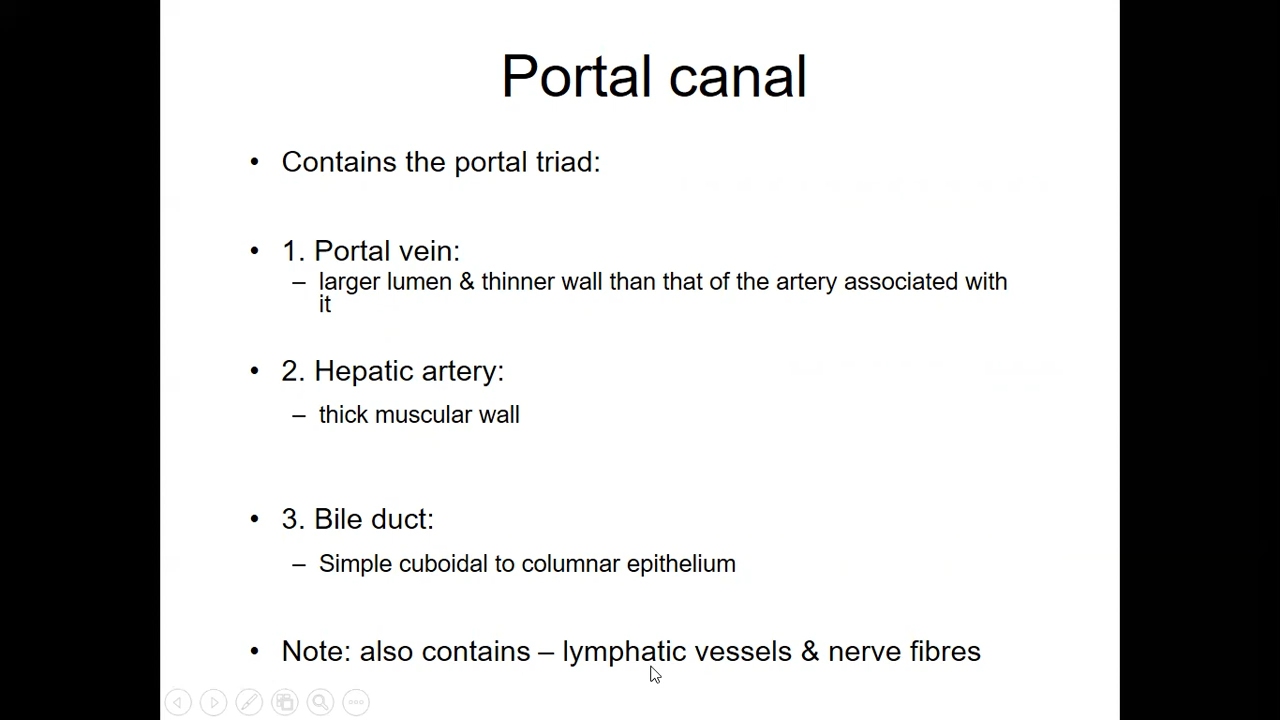 Portal canal
• Contains the portal triad:
• 1. Portal vein:
– larger lumen & thinner wall than that of the artery associated with
it
• 2. Hepatic artery:
– thick muscular wall
• 3. Bile duct:
– Simple cuboidal to columnar epithelium
• Note: also contains – lymphatic vessels & nerve fibres